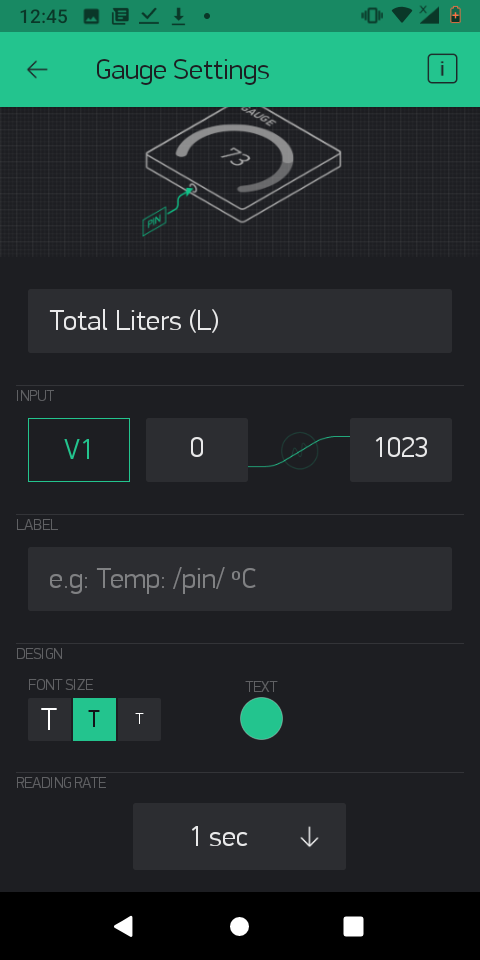 12:45
Gauge Settings
i
GAUGE
73
PIN
Total Liters (L)
INPUT
V1 0 1023
LABEL
e.g: Temp: /pin/ ºC
DESIGN
FONT SIZE TEXT
T T T
READING RATE
1 sec